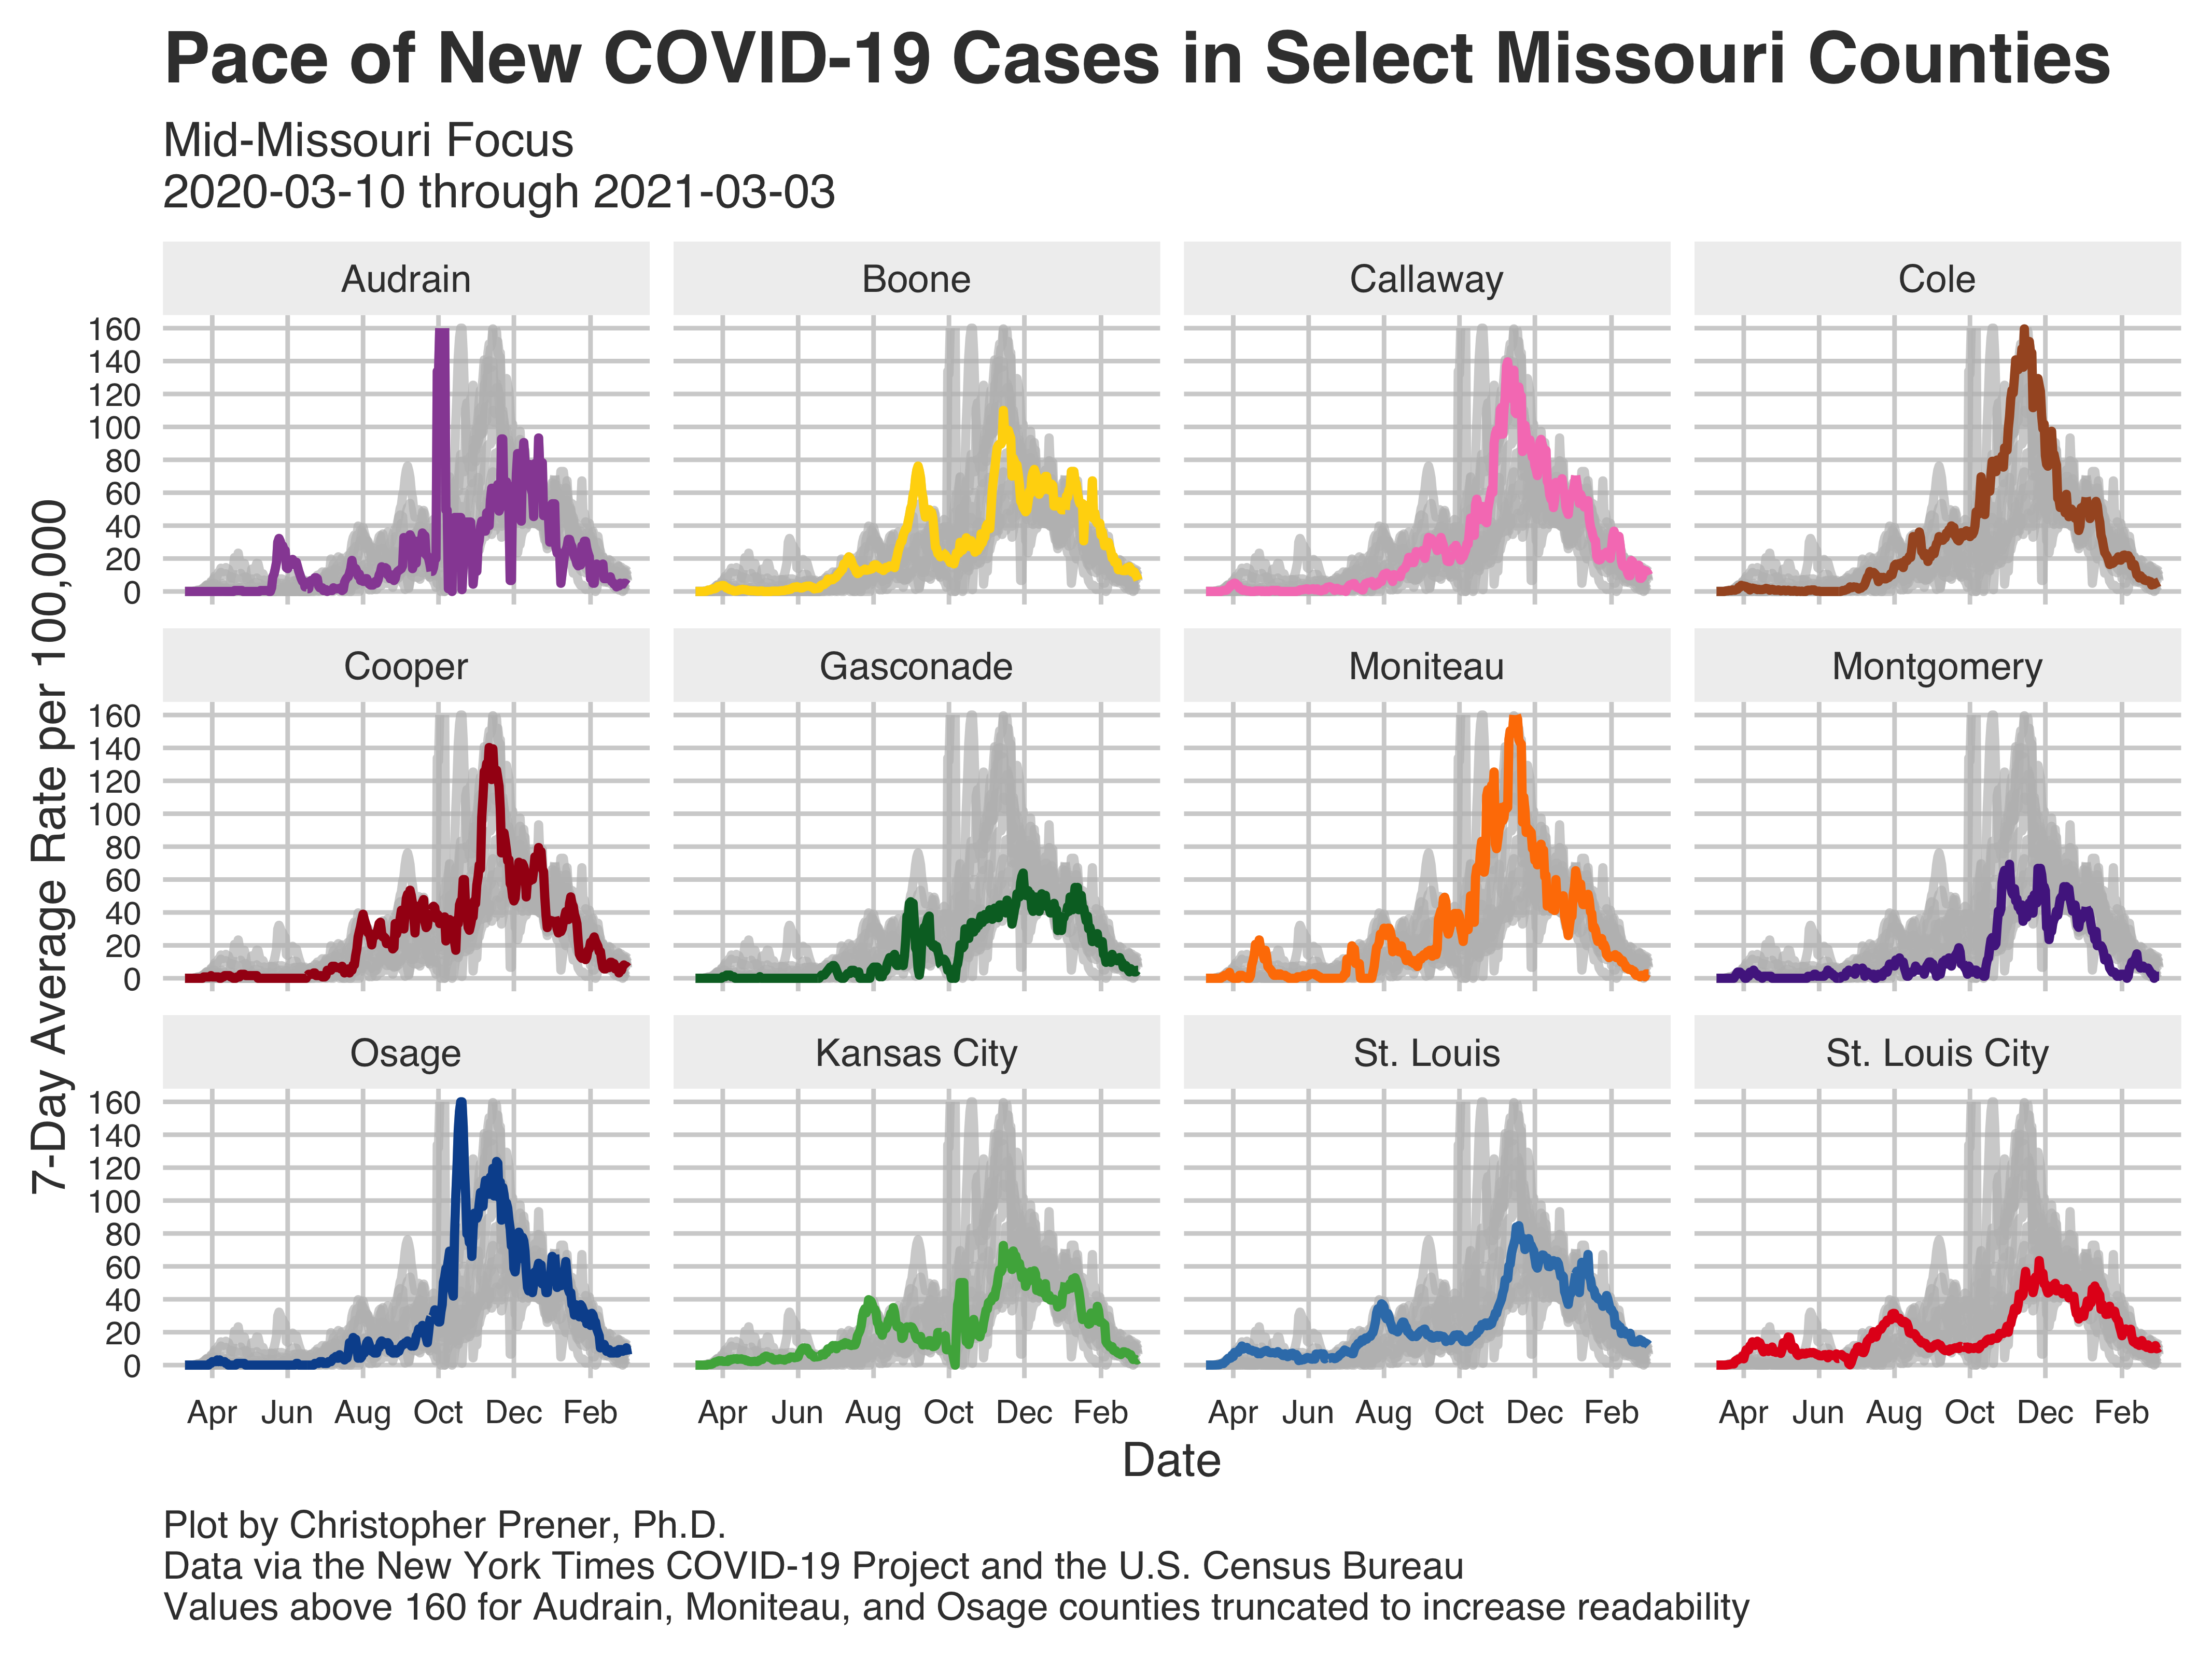 Pace of New COVID-19 Cases in Select Missouri Counties
Mid-Missouri Focus
2020-03-10 through 2021-03-03
7-Day Average Rate per 100,000
Audrain Boone Callaway Cole
160
140
120
100
80
60
40
20
0
Cooper Gasconade Moniteau Montgomery
160
140
120
100
80
60
40
20
0
Osage Kansas City St. Louis St. Louis City
160
140
120
100
80
60
40
20
0
Apr Jun Aug Oct Dec Feb Apr Jun Aug Oct Dec Feb Apr Jun Aug Oct Dec Feb Apr Jun Aug Oct Dec Feb
Date
Plot by Christopher Prener, Ph.D.
Data via the New York Times COVID-19 Project and the U.S. Census Bureau
Values above 160 for Audrain, Moniteau, and Osage counties truncated to increase readability